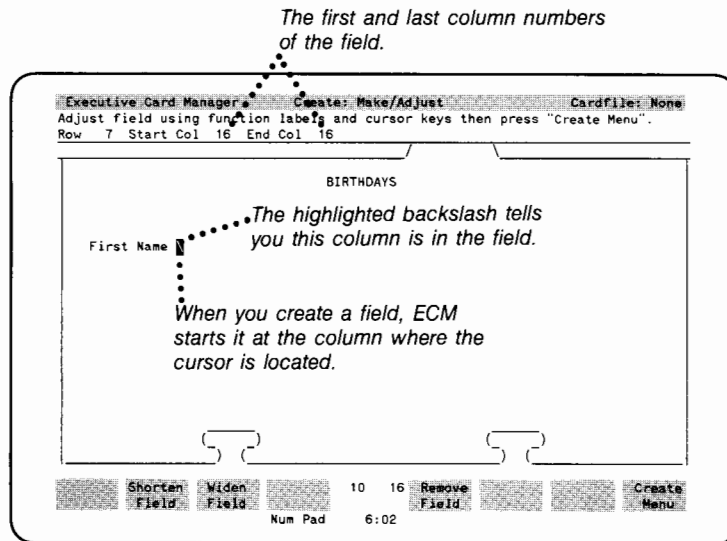 The first and last column numbers
of the field.
Executive Card Manager Create: Make/Adjust Cardfile: None
Adjust field using function labels and cursor keys then press "Create Menu".
Row 7 Start Col 16 End Col 16
BIRTHDAYS
The highlighted backslash tells
you this column is in the field.
First Name \
When you create a field, ECM
starts it at the column where the
cursor is located.
Shorten Widen 10 16 Remove Create
Field Field Field Menu
Num Pad 6:02